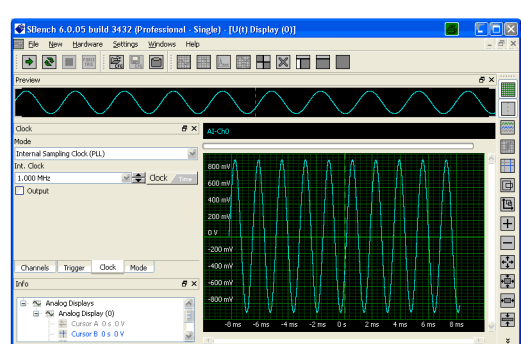 SBench 6.0.05 build 3432 (Professional - Single) - [U(t) Display (0)]
File New Hardware Settings Windows Help
Preview
Clock
AI-Ch0
Mode
Internal Sampling Clock (PLL)
Int. Clock
1.000 MHz Clock Time
Output
800 mV
600 mV
400 mV
200 mV
0 V
-200 mV
-400 mV
-600 mV
-800 mV
-8 ms -6 ms -4 ms -2 ms 0 s 2 ms 4 ms 6 ms 8 ms
Channels Trigger Clock Mode
Info
Analog Displays
Analog Display (0)
Cursor A 0 s 0 V
Cursor B 0 s 0 V